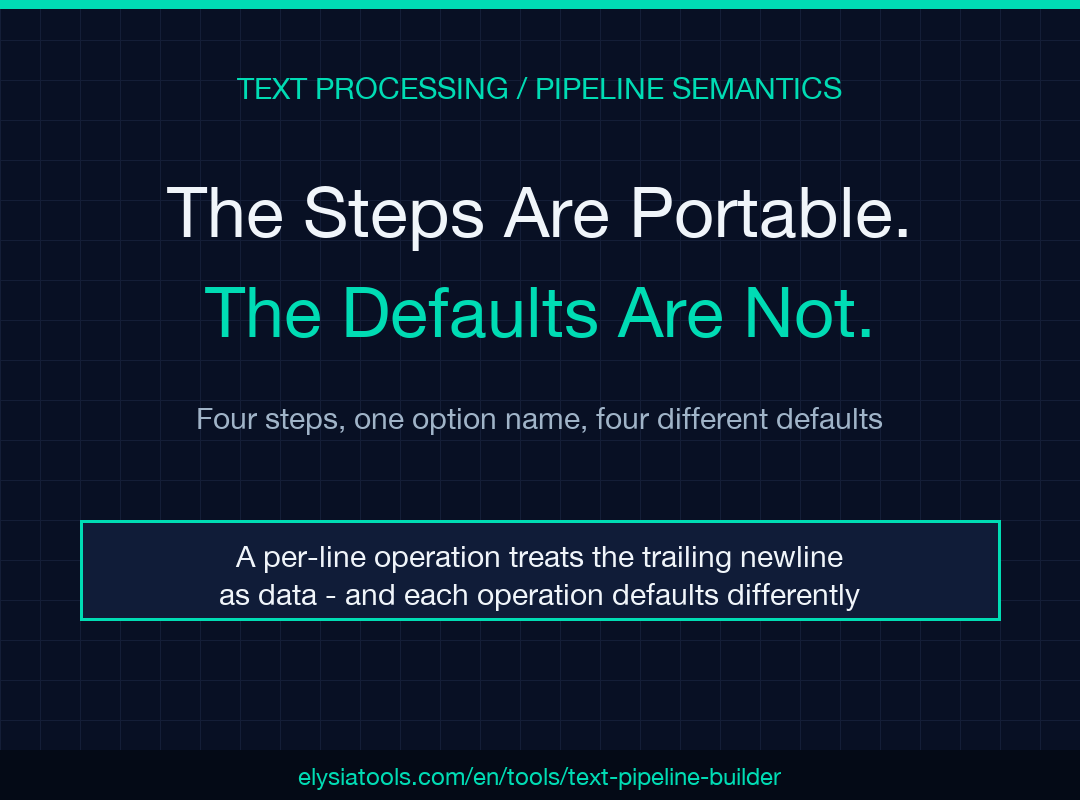 TEXT PROCESSING / PIPELINE SEMANTICS
The Steps Are Portable.
The Defaults Are Not.
Four steps, one option name, four different defaults
A per-line operation treats the trailing newline
as data - and each operation defaults differently
elysiatools.com/en/tools/text-pipeline-builder